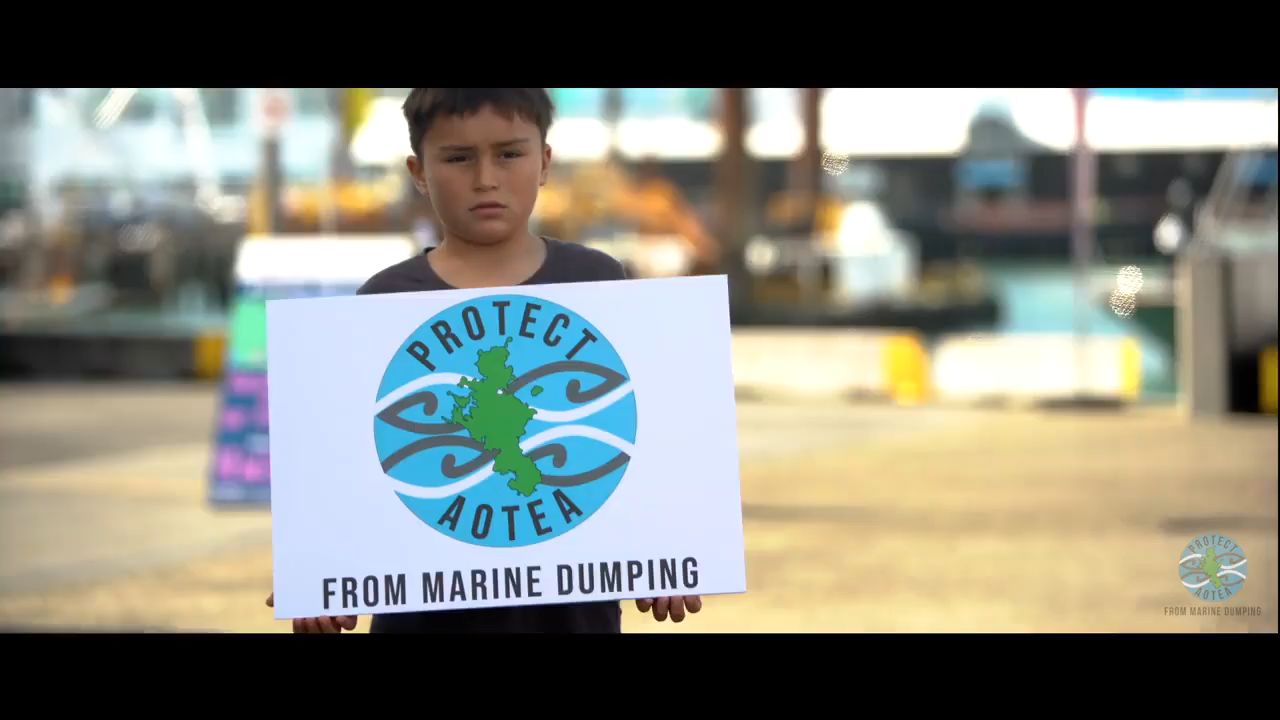 PROTECT
AOTEA
FROM MARINE DUMPING
PROTECT
AOTEA
FROM MARINE DUMPING